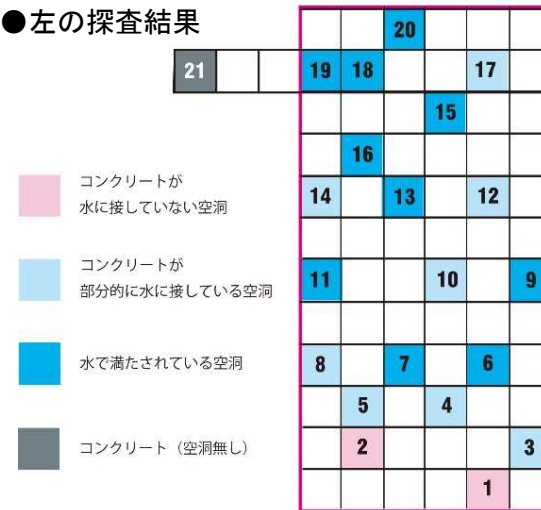 ●左の探査結果
20
21 19 18 17
15
16
14 13 12
11 10 9
8 7 6
5 4
2 3
1
コンクリートが
水に接していない空洞
コンクリートが
部分的に水に接している空洞
水で満たされている空洞
コンクリート（空洞無し）